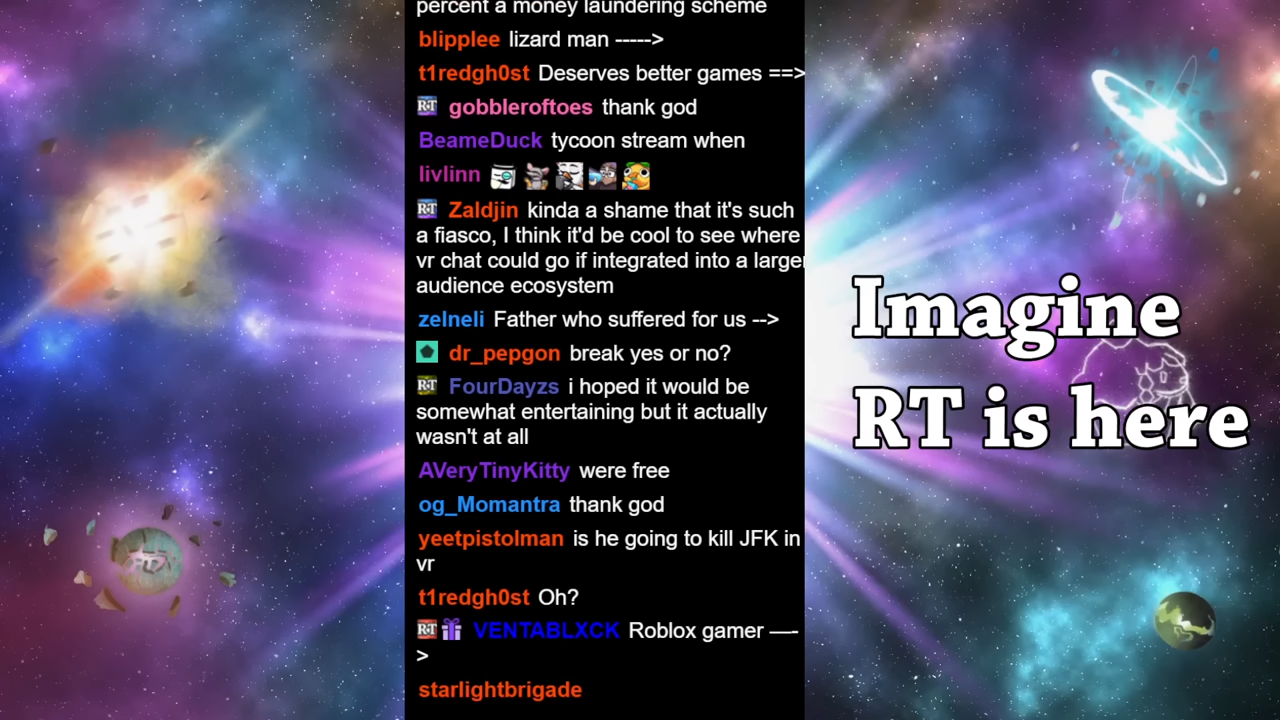 percent a money laundering scheme
blipplee lizard man ----->
t1redgh0st Deserves better games ==>
RT gobbleroftoes thank god
BeameDuck tycoon stream when
livlinn
RT Zaldjin kinda a shame that it's such
a fiasco, I think it'd be cool to see where
vr chat could go if integrated into a larger
audience ecosystem
zelneli Father who suffered for us -->
dr_pepgon break yes or no?
RT FourDayzs i hoped it would be
somewhat entertaining but it actually
wasn't at all
AVeryTinyKitty were free
og_Momantra thank god
yeetpistolman is he going to kill JFK in
vr
t1redgh0st Oh?
RT VENTABLXCK Roblox gamer —-
>
starlightbrigade
Imagine
RT is here